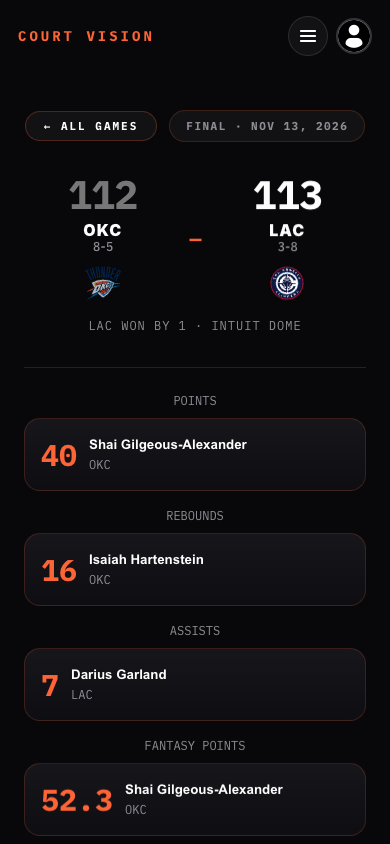 COURT VISION
← ALL GAMES
FINAL · NOV 13, 2026
112
113
OKC
LAC
8-5
–
3-8
THUNDER
OKC
LAC WON BY 1 · INTUIT DOME
POINTS
40
Shai Gilgeous-Alexander
OKC
REBOUNDS
16
Isaiah Hartenstein
OKC
ASSISTS
7
Darius Garland
LAC
FANTASY POINTS
52.3
Shai Gilgeous-Alexander
OKC